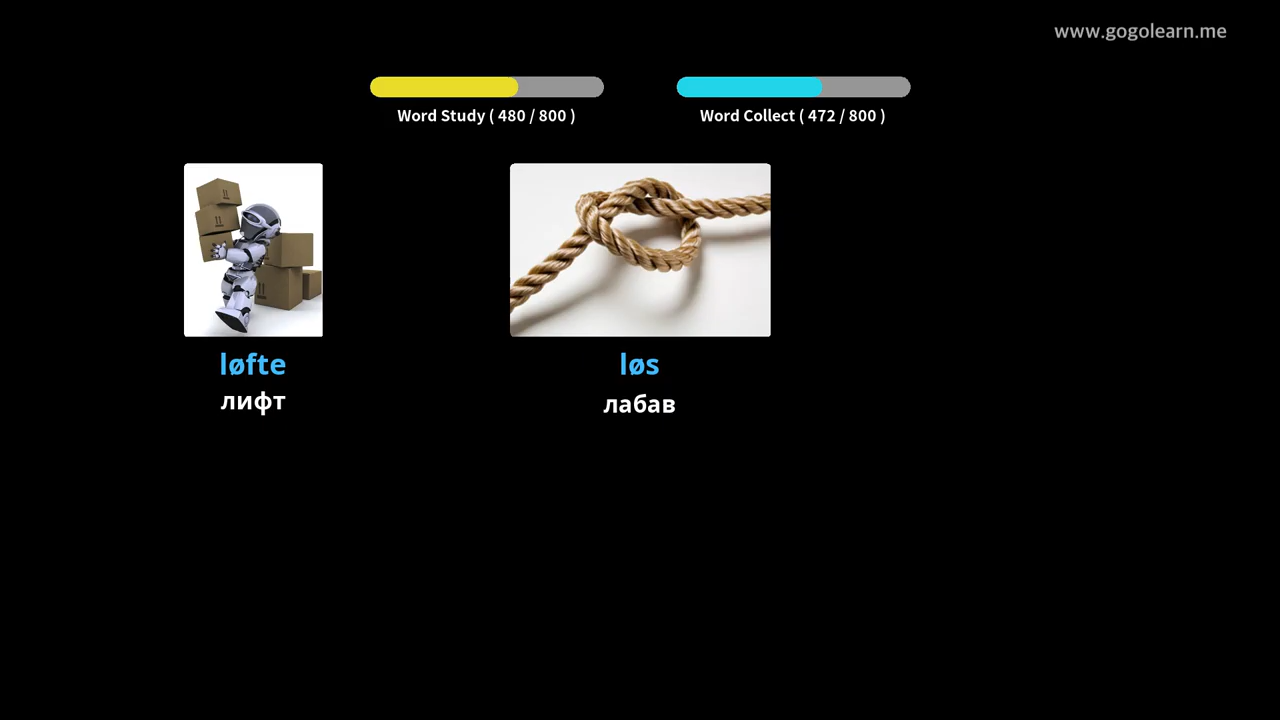 www.gogolearn.me
Word Study ( 480 / 800 )
Word Collect ( 472 / 800 )
løfte
лифт
løs
лабав